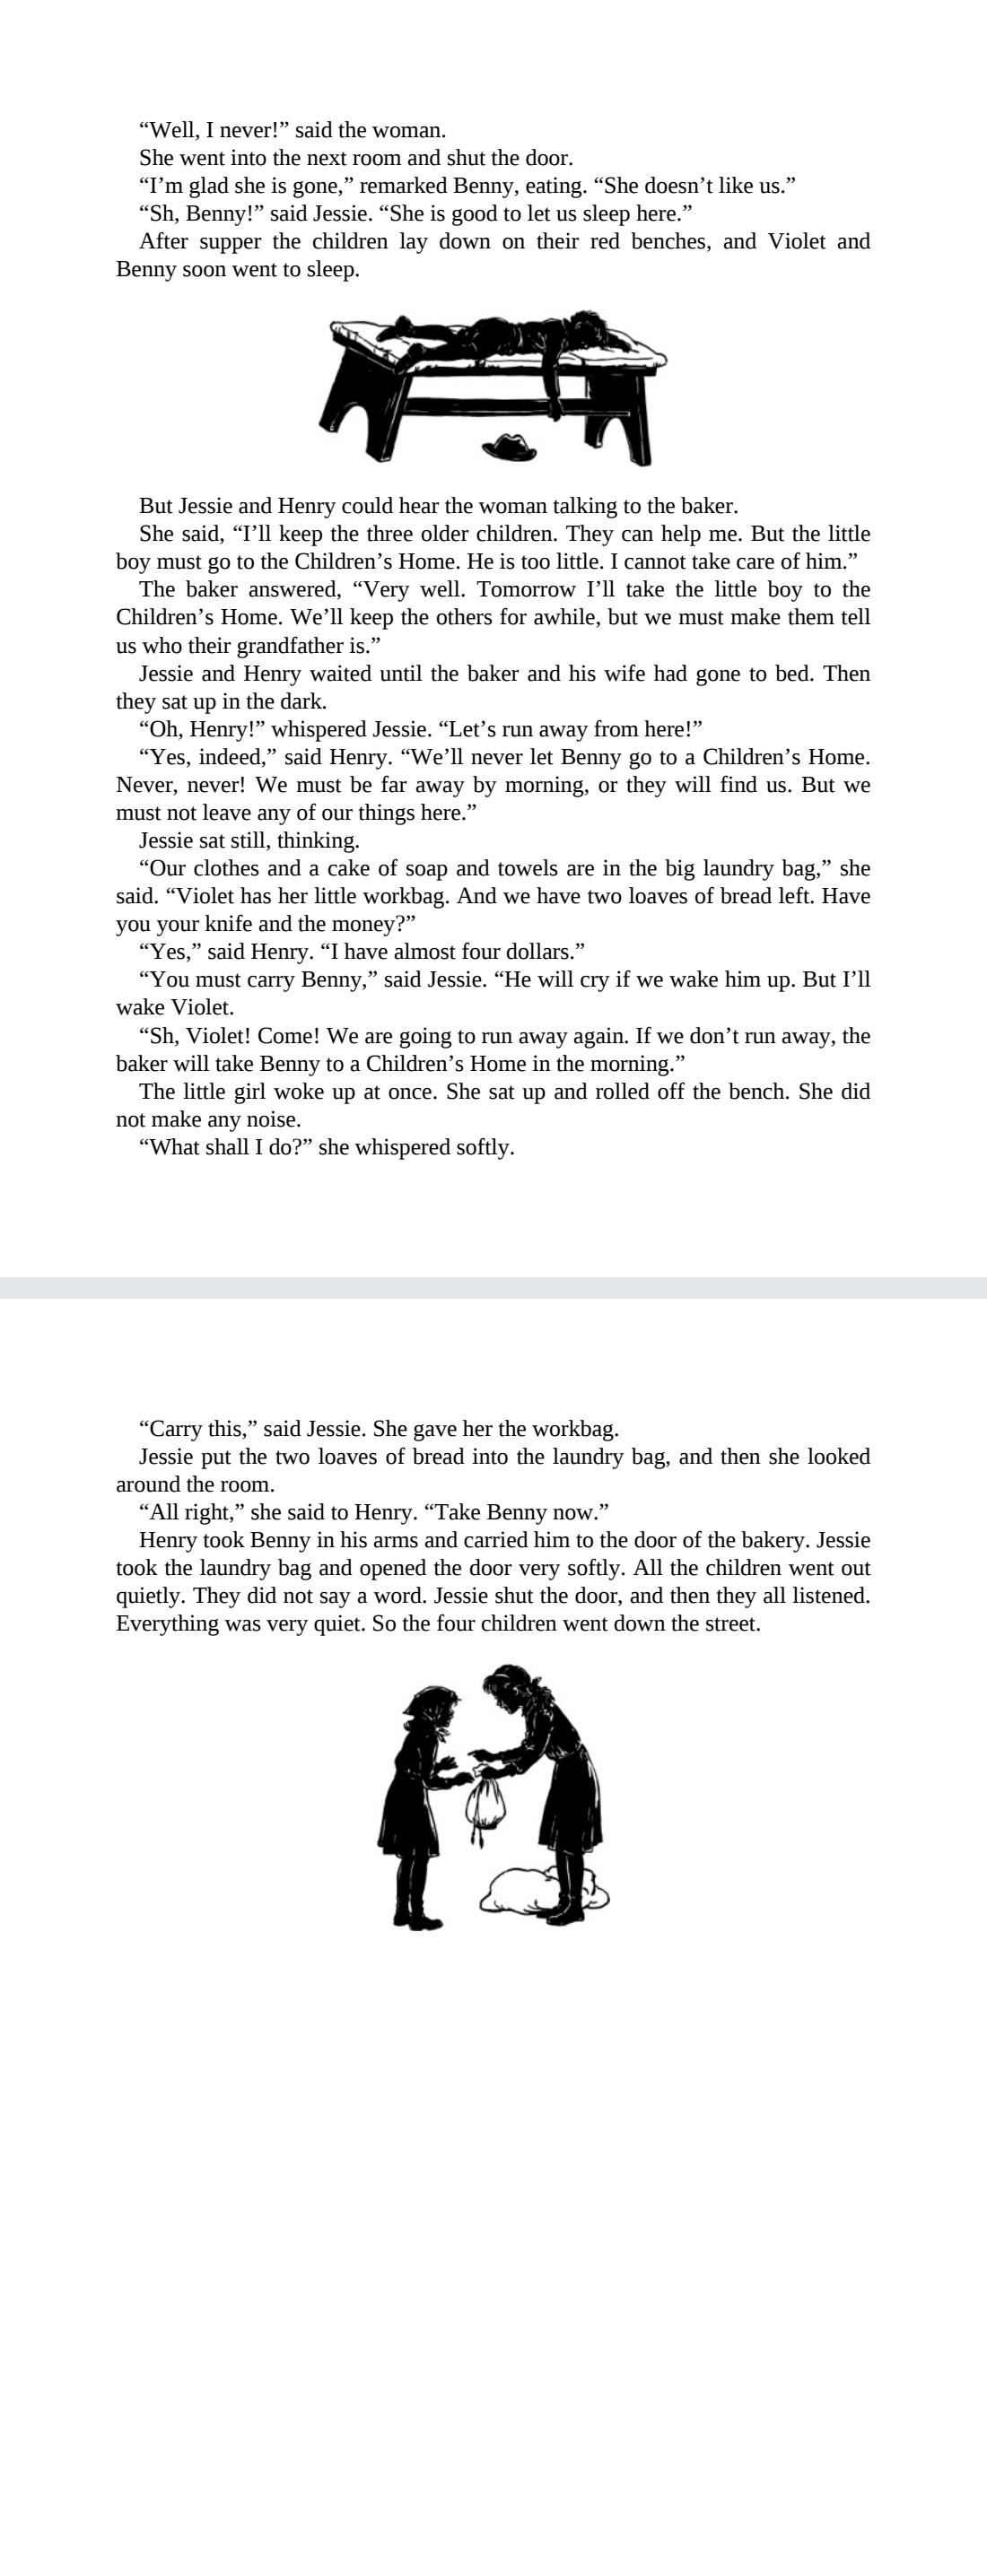 “Well, I never!” said the woman.
She went into the next room and shut the door.
“I’m glad she is gone,” remarked Benny, eating. “She doesn’t like us.”
“Sh, Benny!” said Jessie. “She is good to let us sleep here.”
After supper the children lay down on their red benches, and Violet and
Benny soon went to sleep.
But Jessie and Henry could hear the woman talking to the baker.
She said, “I’ll keep the three older children. They can help me. But the little
boy must go to the Children’s Home. He is too little. I cannot take care of him.”
The baker answered, “Very well. Tomorrow I’ll take the little boy to the
Children’s Home. We’ll keep the others for awhile, but we must make them tell
us who their grandfather is.”
Jessie and Henry waited until the baker and his wife had gone to bed. Then
they sat up in the dark.
“Oh, Henry!” whispered Jessie. “Let’s run away from here!”
“Yes, indeed,” said Henry. “We’ll never let Benny go to a Children’s Home.
Never, never! We must be far away by morning, or they will find us. But we
must not leave any of our things here.”
Jessie sat still, thinking.
“Our clothes and a cake of soap and towels are in the big laundry bag,” she
said. “Violet has her little workbag. And we have two loaves of bread left. Have
you your knife and the money?”
“Yes,” said Henry. “I have almost four dollars.”
“You must carry Benny,” said Jessie. “He will cry if we wake him up. But I’ll
wake Violet.
“Sh, Violet! Come! We are going to run away again. If we don’t run away, the
baker will take Benny to a Children’s Home in the morning.”
The little girl woke up at once. She sat up and rolled off the bench. She did
not make any noise.
“What shall I do?” she whispered softly.
“Carry this,” said Jessie. She gave her the workbag.
Jessie put the two loaves of bread into the laundry bag, and then she looked
around the room.
“All right,” she said to Henry. “Take Benny now.”
Henry took Benny in his arms and carried him to the door of the bakery. Jessie
took the laundry bag and opened the door very softly. All the children went out
quietly. They did not say a word. Jessie shut the door, and then they all listened.
Everything was very quiet. So the four children went down the street.